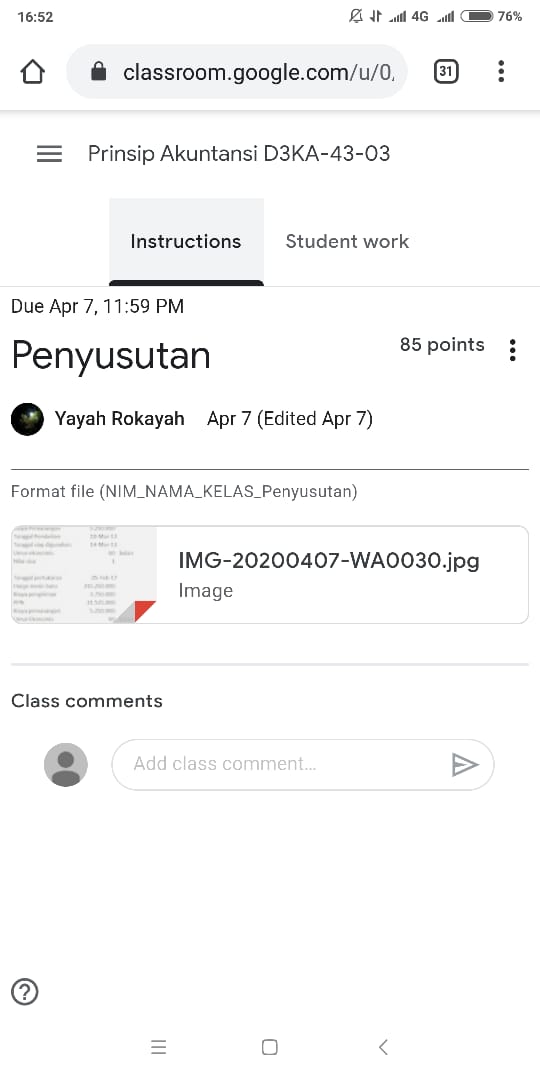 16:52 4G 76%
classroom.google.com/u/0,
31
Prinsip Akuntansi D3KA-43-03
Instructions Student work
Due Apr 7, 11:59 PM
Penyusutan 85 points
Yayah Rokayah Apr 7 (Edited Apr 7)
Format file (NIM_NAMA_KELAS_Penyusutan)
IMG-20200407-WA0030.jpg
Image
Class comments
Add class comment...